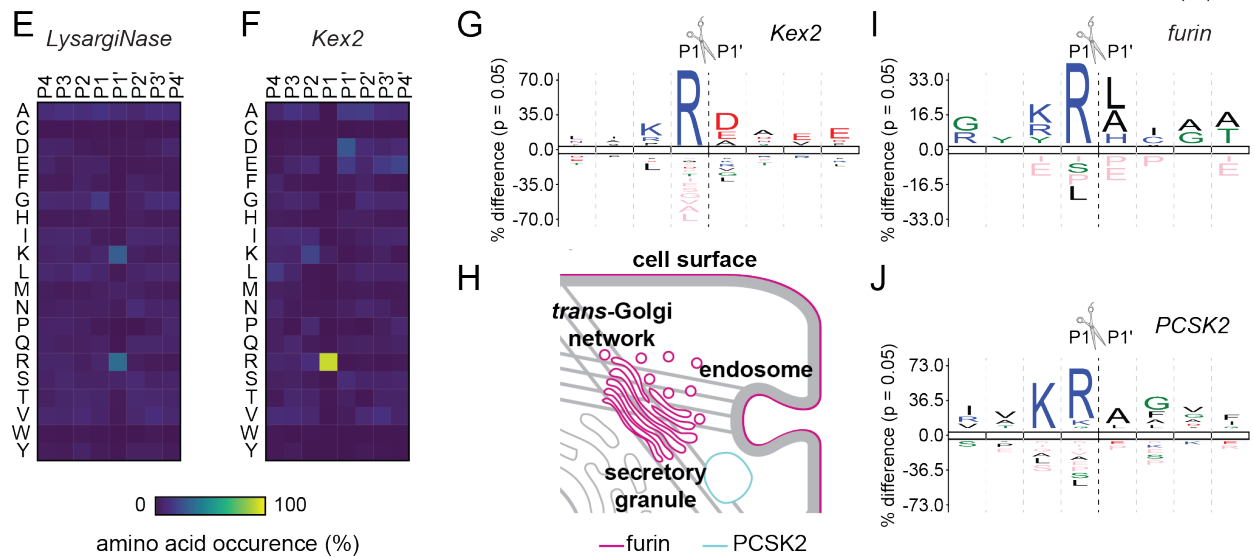 E
LysargiNase
P4 P3 P2 P1 P1' P2' P3' P4'
A
C
D
E
F
G
H
I
K
L
M
N
P
Q
R
S
T
V
W
Y
F
Kex2
P4 P3 P2 P1 P1' P2' P3' P4'
A
C
D
E
F
G
H
I
K
L
M
N
P
Q
R
S
T
V
W
Y
0 100
amino acid occurence (%)
G
P1 P1'
Kex2
% difference (p = 0.05)
70.0
35.0
0.0
-35.0
-70.0
K R D E A E E
L
H
cell surface
trans-Golgi
network
endosome
secretory
granule
furin PCSK2
I
P1 P1'
furin
% difference (p = 0.05)
33.0
16.5
0.0
-16.5
-33.0
G K R L A
R Y R Y A H I C A G T
E S P L P E P E
J
P1 P1'
PCSK2
% difference (p = 0.05)
73.0
36.5
0.0
-36.5
-73.0
I R V K R A G
S L